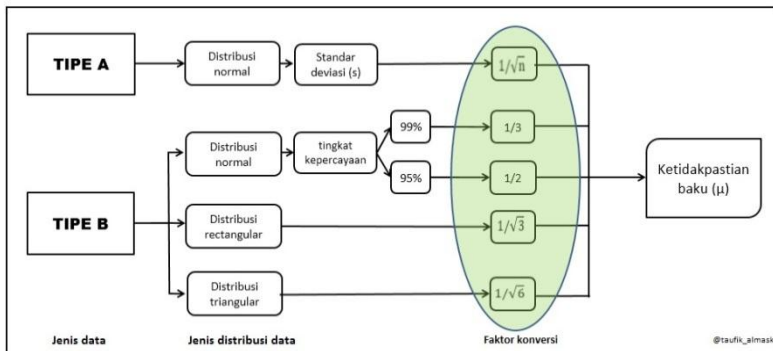 TIPE A
Distribusi
normal
Standar
deviasi (s)
1/√n
Distribusi
normal
tingkat
kepercayaan
99%
1/3
95%
1/2
Ketidakpastian
baku (μ)
TIPE B
Distribusi
rectangular
1/√3
Distribusi
triangular
1/√6
Jenis data
Jenis distribusi data
Faktor konversi
@taufik_almask